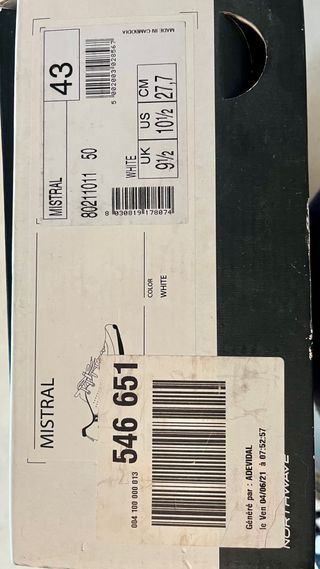 MISTRAL
80211011 50
WHITE
43
5 002003 028567
MADE IN CAMBODIA
UK US CM
9½ 10½ 27.7
8 030819 178074
MISTRAL
COLOR
WHITE
546 651
004 100 000 013
Généré par : ADEVIDAL
le Ven 04/06/21 à 07:52:57
NORTHWAVE